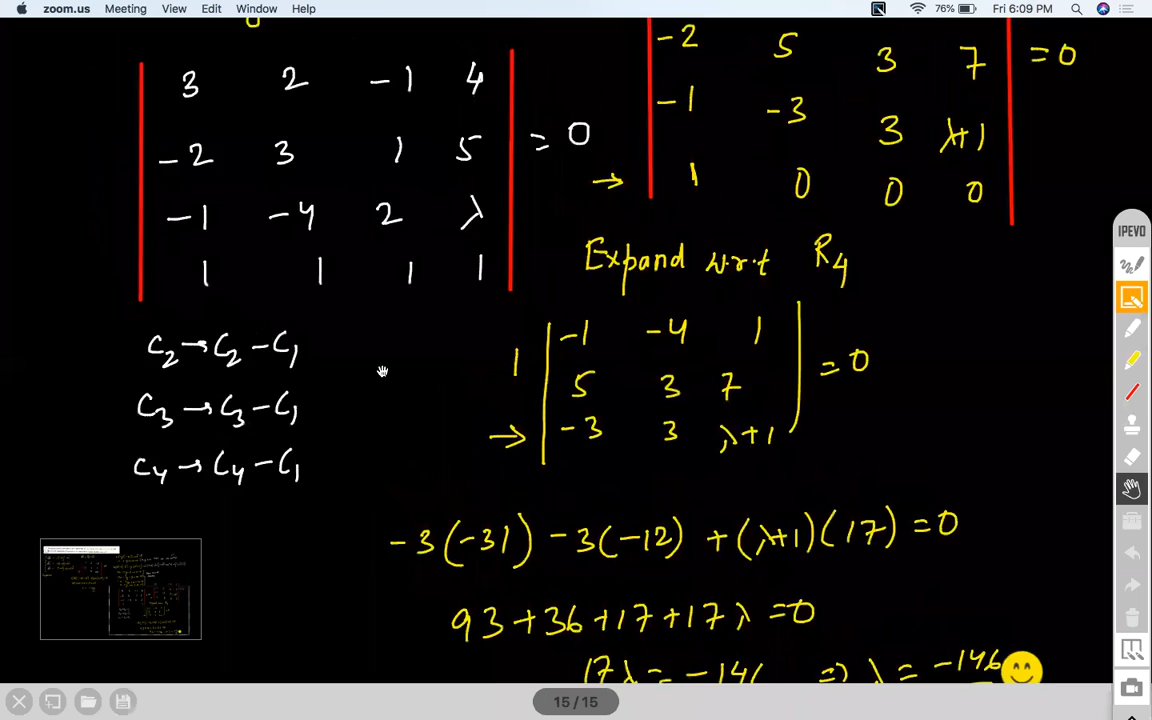 zoom.us Meeting View Edit Window Help 76% Fri 6:09 PM
3 2 -1 4
-2 3 1 5 = 0
-1 -4 2 λ
1 1 1 1
C2 → C2 - C1
C3 → C3 - C1
C4 → C4 - C1
-2 5 3 7 = 0
-1 -3 3 λ+1
→ 1 0 0 0
Expand w.r.t R4
-1 -4 1
1 5 3 7 = 0
→ -3 3 λ+1
-3(-31) -3(-12) + (λ+1)(17) = 0
93+36+17+17λ = 0
17λ = -146 ⇒ λ = -146
IPEVO
15/15